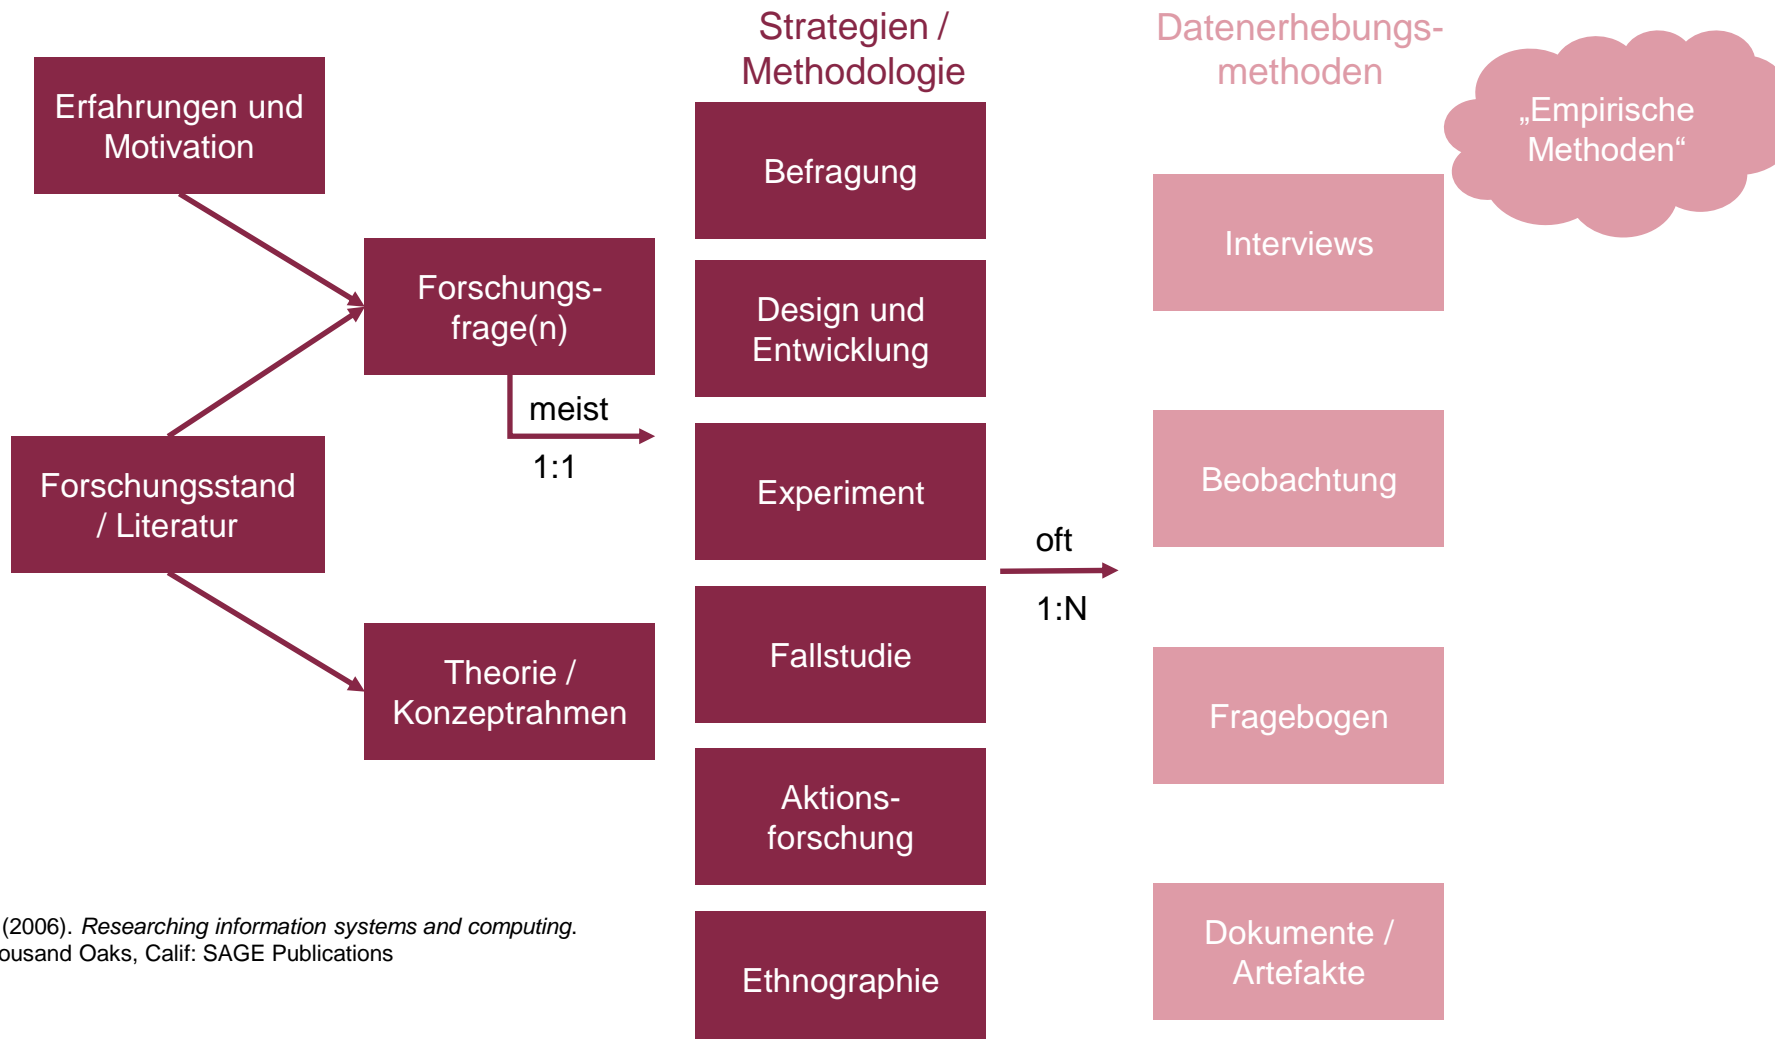 Erfahrungen und
Motivation
Forschungsstand
/ Literatur
Forschungs-
frage(n)
meist
1:1
Theorie /
Konzeptrahmen
Strategien /
Methodologie
Befragung
Design und
Entwicklung
Experiment
Fallstudie
Aktions-
forschung
Ethnographie
oft
1:N
Datenerhebungs-
methoden
Interviews
Beobachtung
Fragebogen
Dokumente /
Artefakte
„Empirische
Methoden“
(2006). Researching information systems and computing.
ousand Oaks, Calif: SAGE Publications